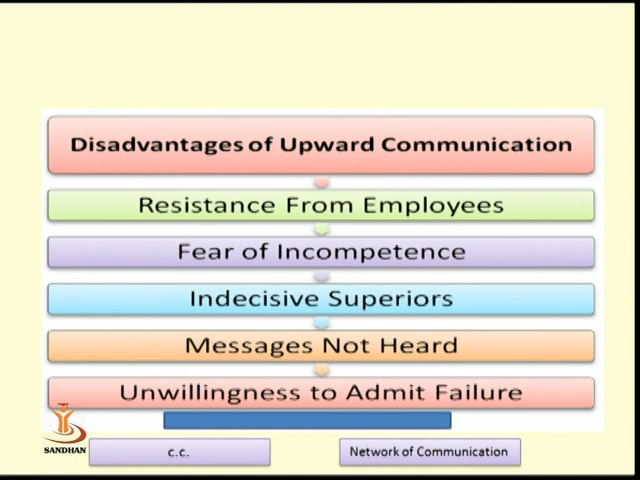 Disadvantages of Upward Communication
Resistance From Employees
Fear of Incompetence
Indecisive Superiors
Messages Not Heard
Unwillingness to Admit Failure
SANDHAN
c.c.
Network of Communication